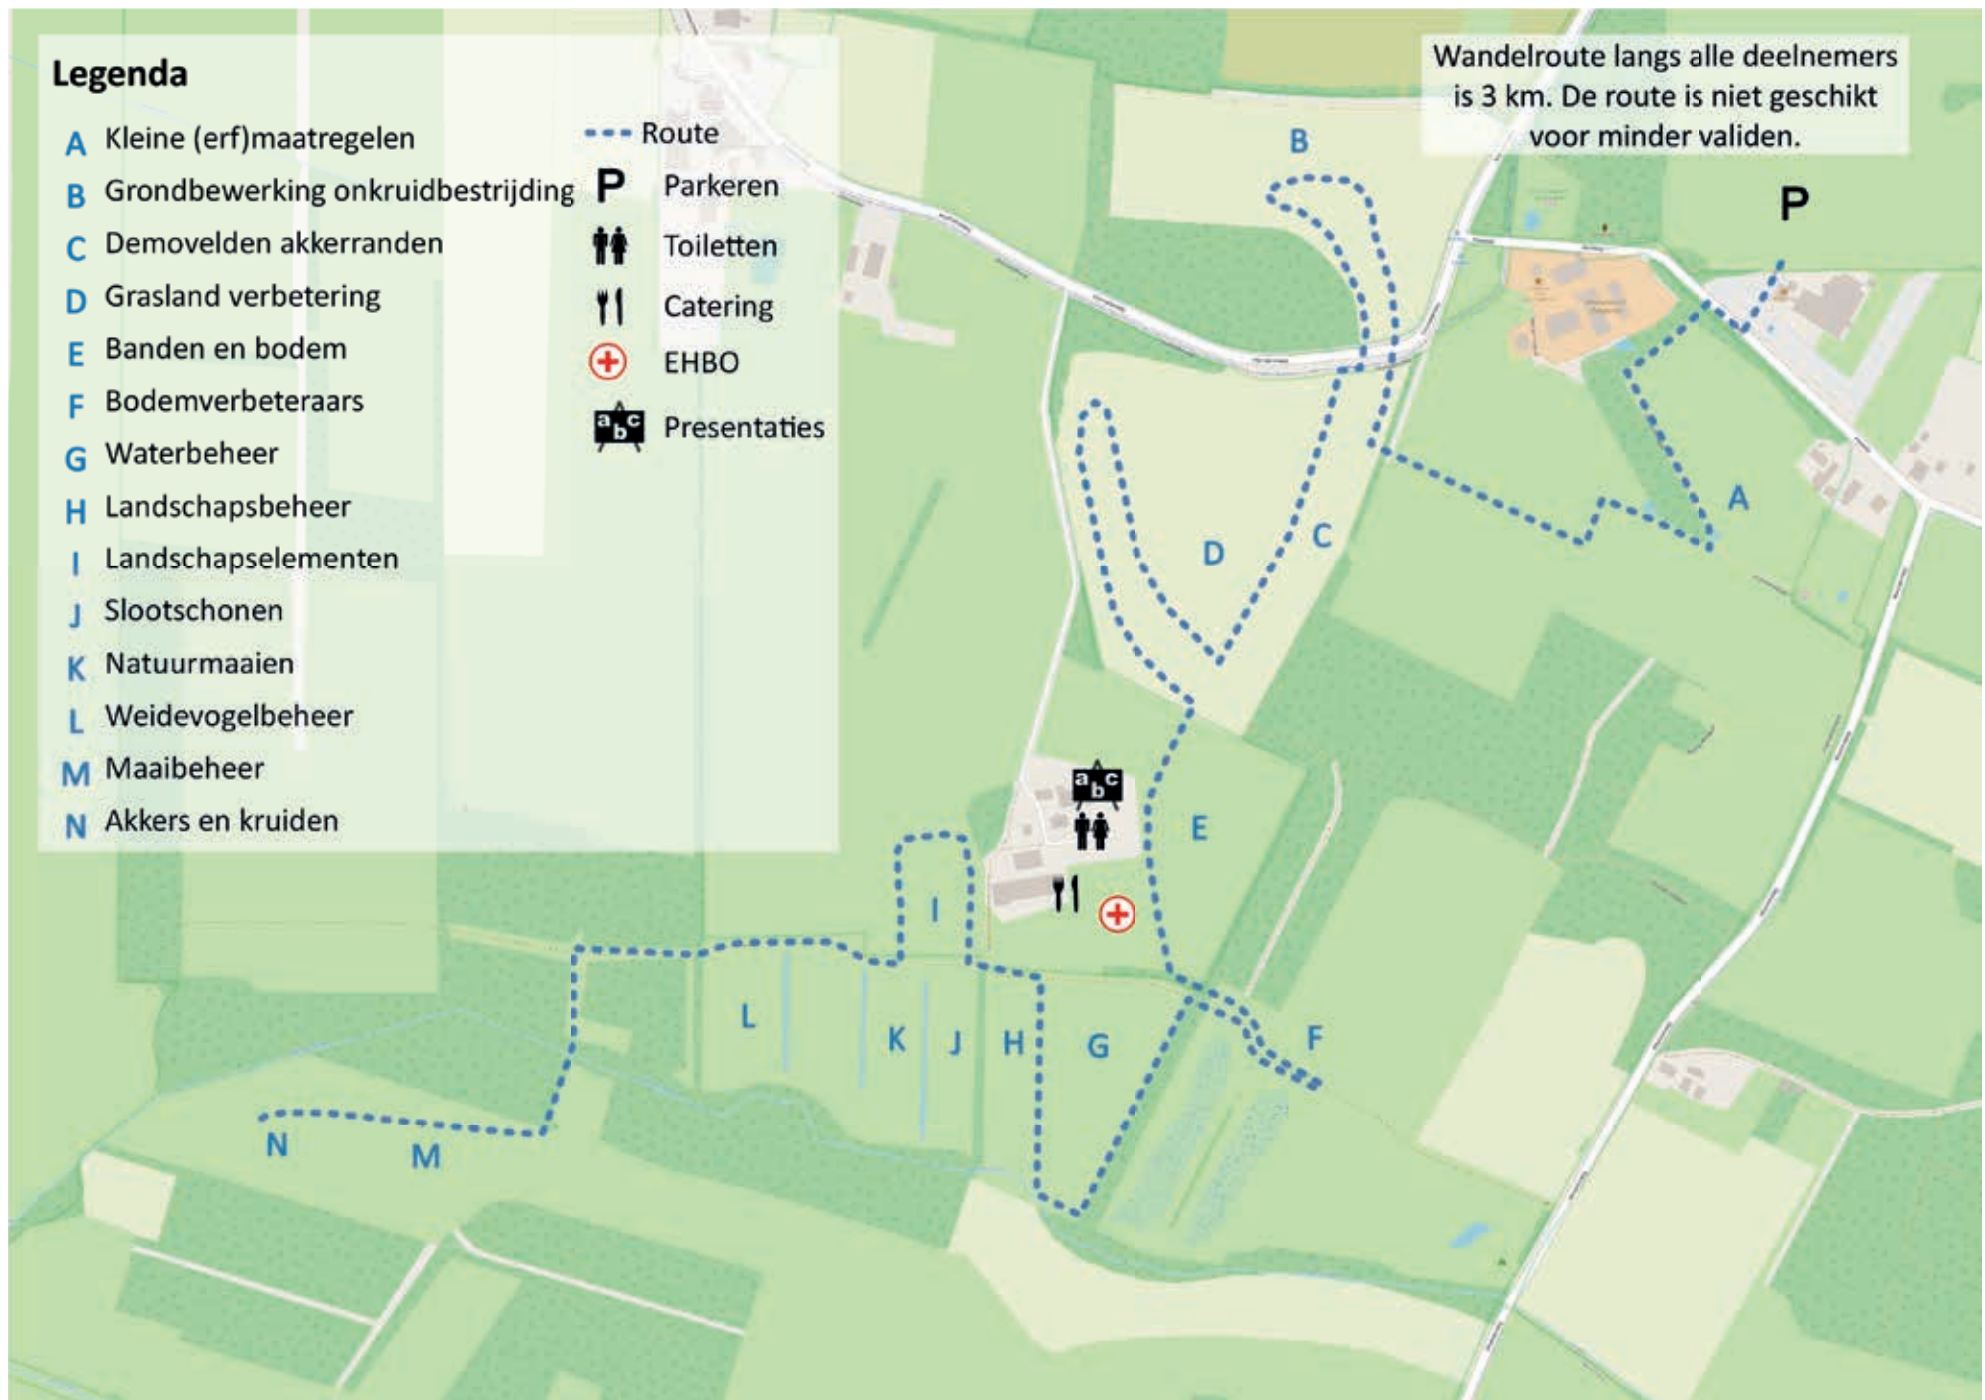 Legenda
A Kleine (erf)maatregelen
B Grondbewerking onkruidbestrijding
C Demovelden akkerranden
D Grasland verbetering
E Banden en bodem
F Bodemverbeteraars
G Waterbeheer
H Landschapsbeheer
I Landschapselementen
J Slootschonen
K Natuurmaaien
L Weidevogelbeheer
M Maaibeheer
N Akkers en kruiden
Route
P Parkeren
Toiletten
Catering
EHBO
abc Presentaties
Wandelroute langs alle deelnemers
is 3 km. De route is niet geschikt
voor minder validen.
P
B
A
C
D
abc
E
I
L
K
J
H
G
F
N
M